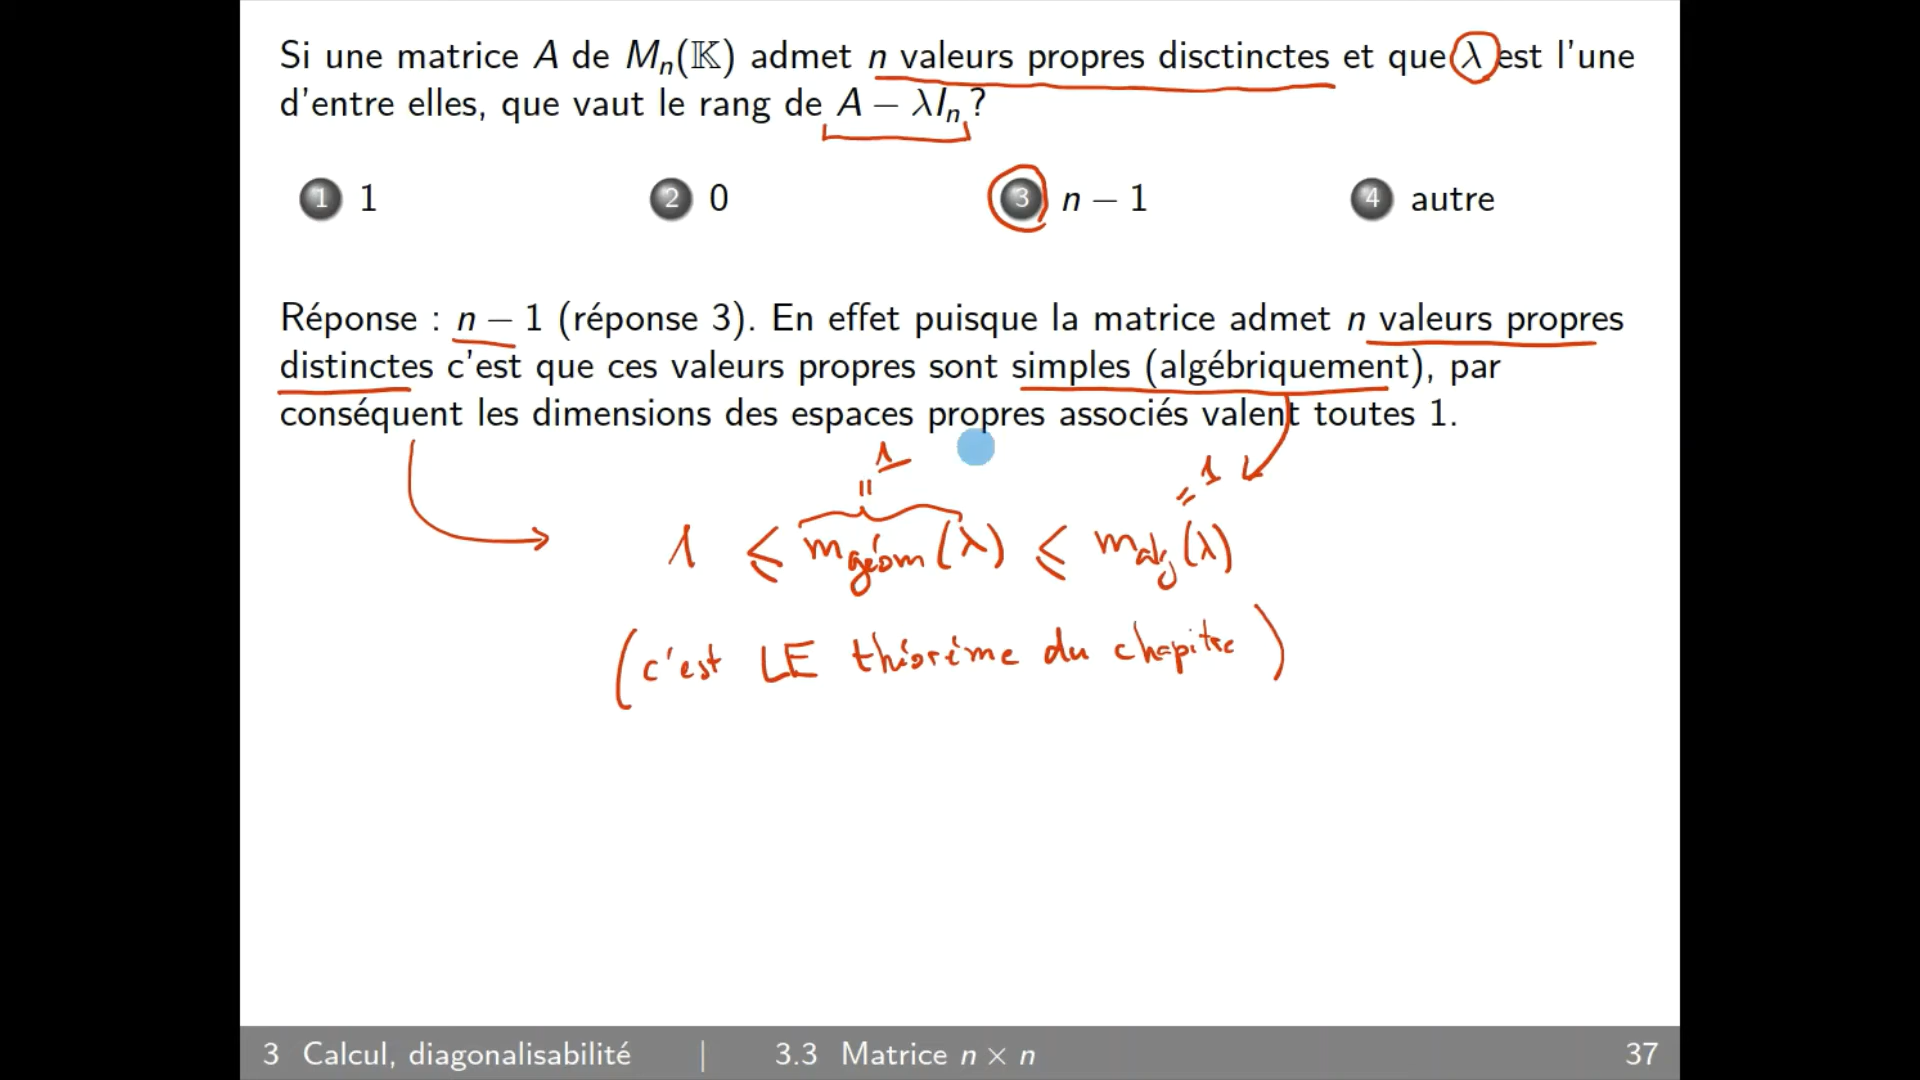 Si une matrice A de Mₙ(𝕂) admet n valeurs propres disctinctes et que λ est l'une
d'entre elles, que vaut le rang de A − λIₙ ?
1 1 2 0 3 n − 1 4 autre
Réponse : n − 1 (réponse 3). En effet puisque la matrice admet n valeurs propres
distinctes c'est que ces valeurs propres sont simples (algébriquement), par
conséquent les dimensions des espaces propres associés valent toutes 1.
1
= 1
1 ⩽ m géom (λ) ⩽ m alg (λ)
(c'est LE théorème du chapitre)
3 Calcul, diagonalisabilité | 3.3 Matrice n × n 37